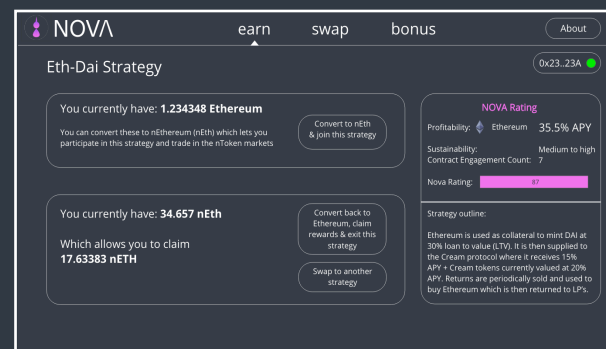 NOVΛ
earn
swap
bonus
About
Eth-Dai Strategy
0x23..23A
You currently have: 1.234348 Ethereum
You can convert these to nEthereum (nEth) which lets you
participate in this strategy and trade in the nToken markets
Convert to nEth
& join this strategy
You currently have: 34.657 nEth
Which allows you to claim
17.63383 nETH
Convert back to
Ethereum, claim
rewards & exit this
strategy
Swap to another
strategy
NOVA Rating
Profitability: Ethereum 35.5% APY
Sustainability: Medium to high
Contract Engagement Count: 7
Nova Rating: 87
Strategy outline:
Ethereum is used as collateral to mint DAI at
30% loan to value (LTV). It is then supplied to
the Cream protocol where it receives 15%
APY + Cream tokens currently valued at 20%
APY. Returns are periodically sold and used to
buy Ethereum which is then returned to LP's.